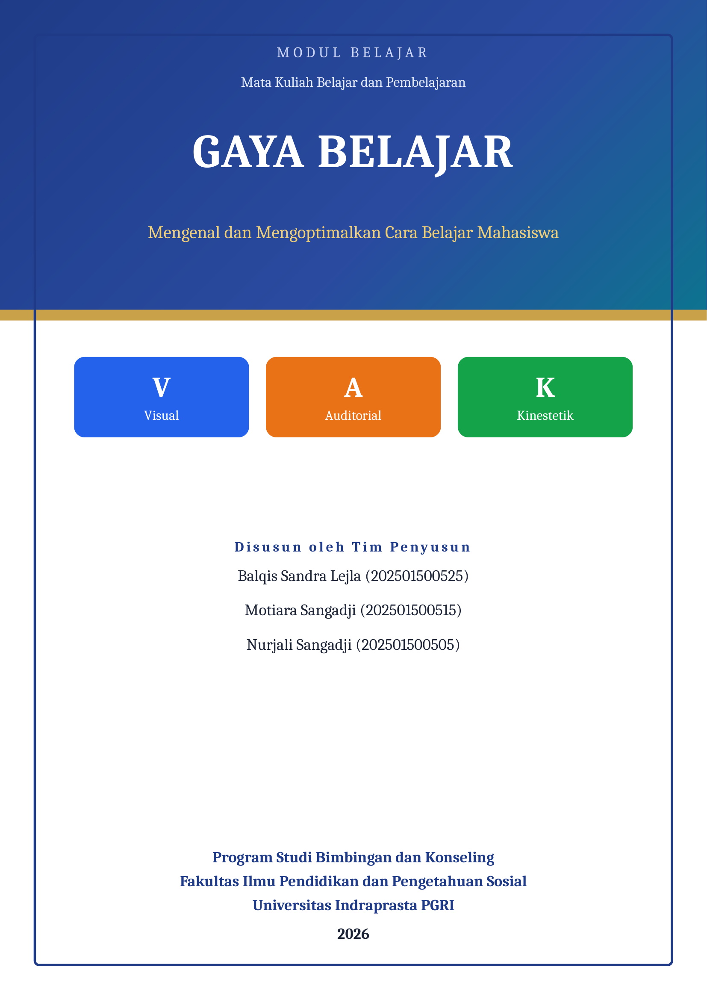 MODUL BELAJAR
Mata Kuliah Belajar dan Pembelajaran
GAYA BELAJAR
Mengenal dan Mengoptimalkan Cara Belajar Mahasiswa
V
Visual
A
Auditorial
K
Kinestetik
Disusun oleh Tim Penyusun
Balqis Sandra Lejla (202501500525)
Motiara Sangadji (202501500515)
Nurjali Sangadji (202501500505)
Program Studi Bimbingan dan Konseling
Fakultas Ilmu Pendidikan dan Pengetahuan Sosial
Universitas Indraprasta PGRI
2026